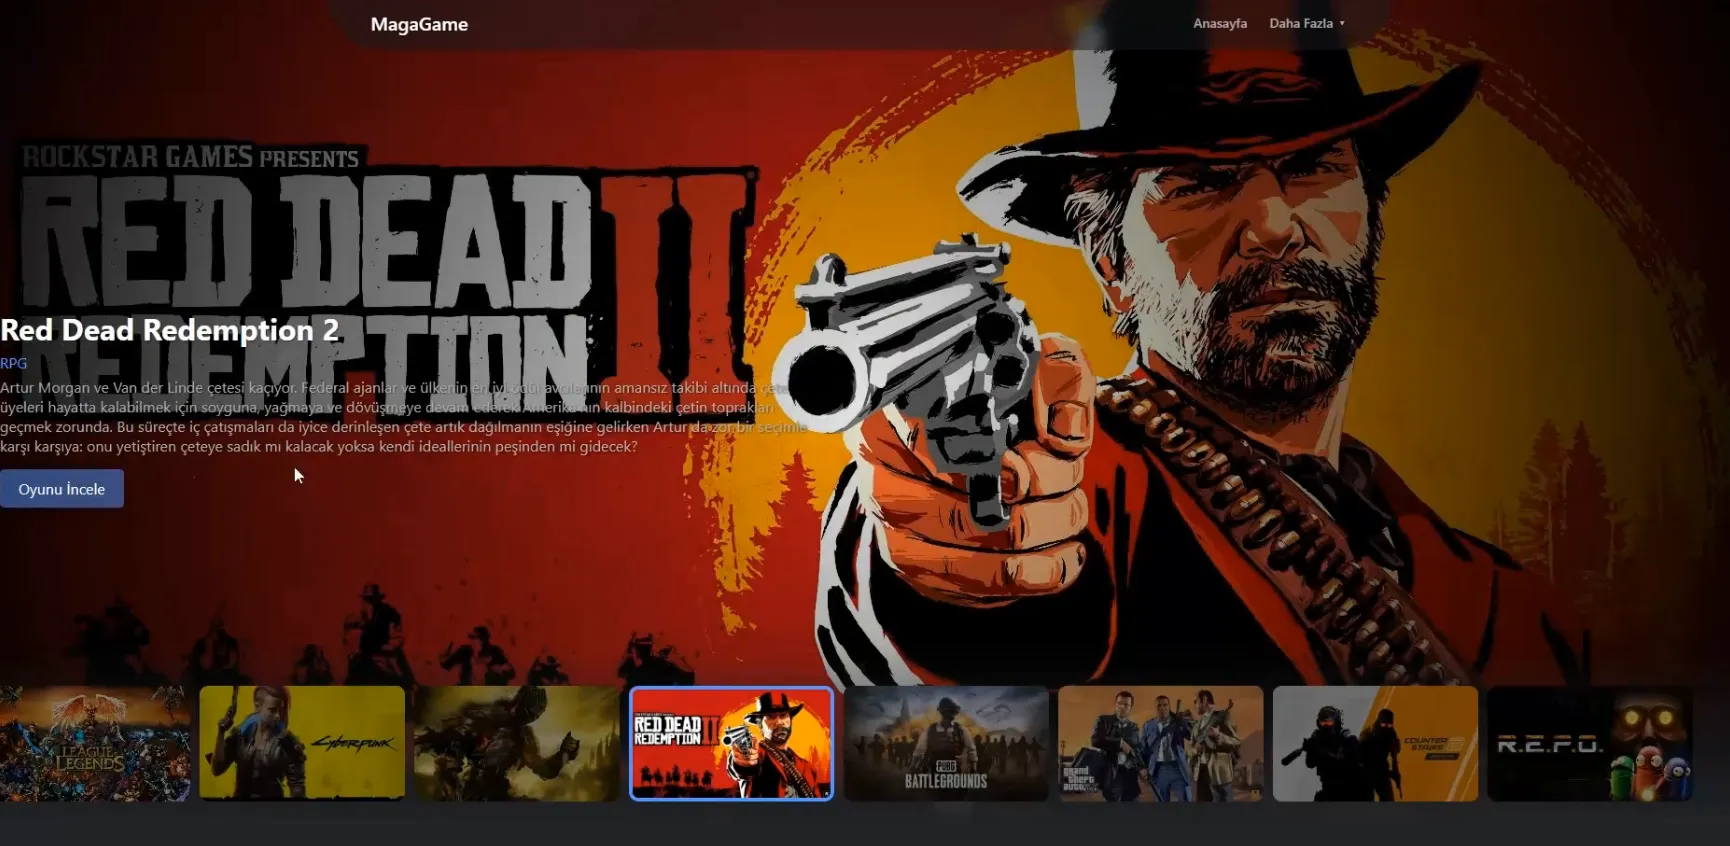 MagaGame
Anasayfa Daha Fazla
ROCKSTAR GAMES PRESENTS
RED DEAD II
REDEMPTION
Red Dead Redemption 2
RPG
Artur Morgan ve Van der Linde çetesi kaçıyor. Federal ajanlar ve ülkenin en iyi ödül avcılarının amansız takibi altında çete
üyeleri hayatta kalabilmek için soyguna, yağmaya ve dövüşmeye devam ederek Amerika'nın kalbindeki çetin toprakları
geçmek zorunda. Bu süreçte iç çatışmaları da iyice derinleşen çete artık dağılmanın eşiğine gelirken Artur da zor bir seçimle
karşı karşıya: onu yetiştiren çeteye sadık mı kalacak yoksa kendi ideallerinin peşinden mi gidecek?
Oyunu İncele
LEAGUE
LEGENDS
CYBERPUNK
RED DEAD II
REDEMPTION
PUBG
BATTLEGROUNDS
grand
theft
auto
COUNTER
STRIKE 2
R.E.P.O.